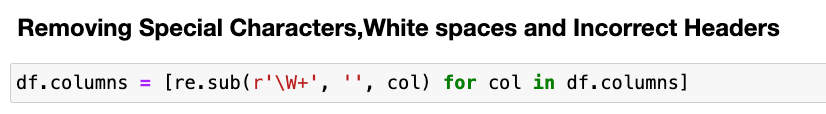 Removing Special Characters,White spaces and Incorrect Headers
df.columns = [re.sub(r'\W+', '', col) for col in df.columns]